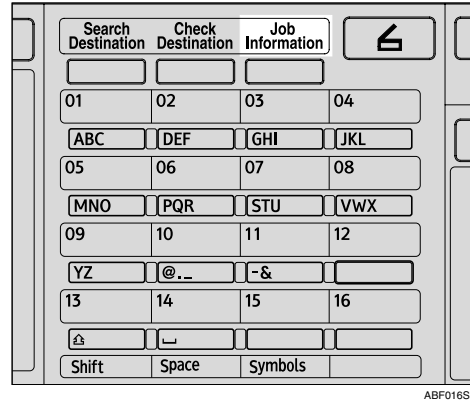 Search Destination Check Destination Job Information
01 02 03 04
ABC DEF GHI JKL
05 06 07 08
MNO PQR STU VWX
09 10 11 12
YZ @._ -&
13 14 15 16
Shift Space Symbols
ABF016S